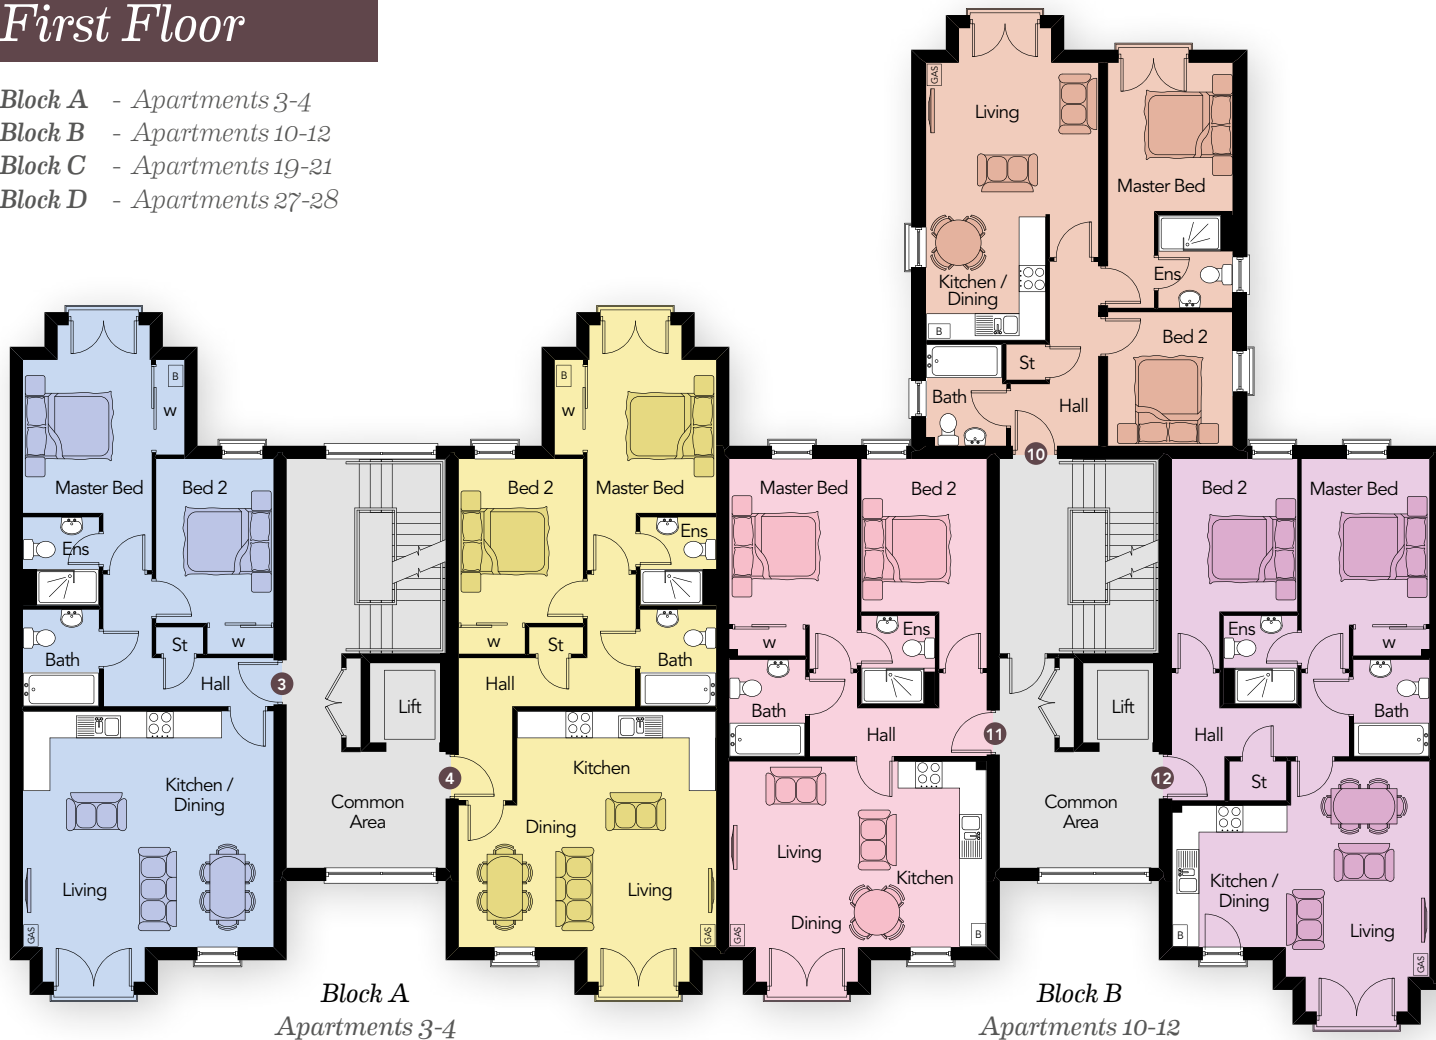 First Floor
Block A - Apartments 3-4
Block B - Apartments 10-12
Block C - Apartments 19-21
Block D - Apartments 27-28
GAS
Living
Master Bed
Kitchen /
Dining
Ens
B
Bed 2
St
Bath
Hall
10
B
W
Master Bed
Bed 2
Ens
St
W
Bath
Hall
3
Kitchen /
Dining
Living
GAS
Lift
Common
Area
B
W
Bed 2
Master Bed
Ens
W
St
Bath
Hall
4
Kitchen
Dining
Living
GAS
Master Bed
Bed 2
Ens
W
Bath
Hall
11
Living
Kitchen
Dining
GAS
B
Lift
Common
Area
Bed 2
Master Bed
Ens
W
Bath
Hall
12
St
Kitchen /
Dining
Living
B
GAS
Block A
Apartments 3-4
Block B
Apartments 10-12